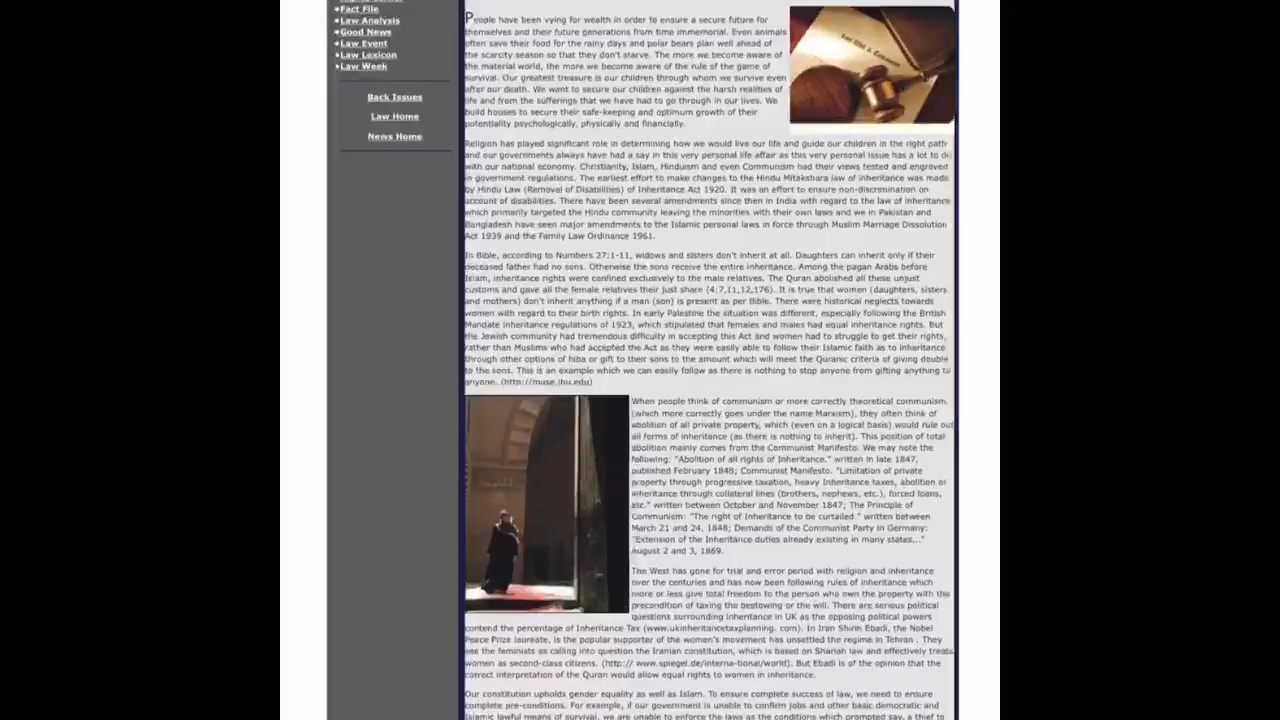 Fact File
Law Analysis
Good News
Law Event
Law Lexicon
Law Week
Back Issues
Law Home
News Home
People have been vying for wealth in order to ensure a secure future for
themselves and their future generations from time immemorial. Even animals
often save their food for the rainy days and polar bears plan well ahead of
the scarcity season so that they don't starve. The more we become aware of
the material world, the more we become aware of the rule of the game of
survival. Our greatest treasure is our children through whom we survive even
after our death. We want to secure our children against the harsh realities of
life and from the sufferings that we have had to go through in our lives. We
build houses to secure their safe-keeping and optimum growth of their
potentiality psychologically, physically and financially.
Religion has played significant role in determining how we would live our life and guide our children in the right path
and our governments always have had a say in this very personal life affair as this very personal issue has a lot to do
with our national economy. Christianity, Islam, Hinduism and even Communism had their views tested and engraved
in government regulations. The earliest effort to make changes to the Hindu Mitakshara law of inheritance was made
by Hindu Law (Removal of Disabilities) of Inheritance Act 1920. It was an effort to ensure non-discrimination on
account of disabilities. There have been several amendments since then in India with regard to the law of inheritance
which primarily targeted the Hindu community leaving the minorities with their own laws and we in Pakistan and
Bangladesh have seen major amendments to the Islamic personal laws in force through Muslim Marriage Dissolution
Act 1939 and the Family Law Ordinance 1961.
In Bible, according to Numbers 27:1-11, widows and sisters don't inherit at all. Daughters can inherit only if their
deceased father had no sons. Otherwise the sons receive the entire inheritance. Among the pagan Arabs before
Islam, inheritance rights were confined exclusively to the male relatives. The Quran abolished all these unjust
customs and gave all the female relatives their just share (4:7,11,12,176). It is true that women (daughters, sisters
and mothers) don't inherit anything if a man (son) is present as per Bible. There were historical neglects towards
women with regard to their birth rights. In early Palestine the situation was different, especially following the British
Mandate inheritance regulations of 1923, which stipulated that females and males had equal inheritance rights. But
the Jewish community had tremendous difficulty in accepting this Act and women had to struggle to get their rights,
rather than Muslims who had accepted the Act as they were easily able to follow their Islamic faith as to inheritance
through other options of hiba or gift to their sons to the amount which will meet the Quranic criteria of giving double
to the sons. This is an example which we can easily follow as there is nothing to stop anyone from gifting anything to
anyone. (http://muse.jhu.edu)
When people think of communism or more correctly theoretical communism,
(which more correctly goes under the name Marxism), they often think of
abolition of all private property, which (even on a logical basis) would rule out
all forms of inheritance (as there is nothing to inherit). This position of total
abolition mainly comes from the Communist Manifesto. We may note the
following: "Abolition of all rights of Inheritance." written in late 1847,
published February 1848; Communist Manifesto. "Limitation of private
property through progressive taxation, heavy Inheritance taxes, abolition of
inheritance through collateral lines (brothers, nephews, etc.), forced loans,
etc." written between October and November 1847; The Principle of
Communism: "The right of Inheritance to be curtailed." written between
March 21 and 24, 1848; Demands of the Communist Party in Germany:
"Extension of the Inheritance duties already existing in many states..."
August 2 and 3, 1869.
The West has gone for trial and error period with religion and inheritance
over the centuries and has now been following rules of inheritance which
more or less give total freedom to the person who own the property with the
precondition of taxing the bestowing or the will. There are serious political
questions surrounding inheritance in UK as the opposing political powers
contend the percentage of Inheritance Tax (www.ukinheritancetaxplanning. com). In Iran Shirin Ebadi, the Nobel
Peace Prize laureate, is the popular supporter of the women's movement has unsettled the regime in Tehran . They
see the feminists as calling into question the Iranian constitution, which is based on Shariah law and effectively treats
women as second-class citizens. (http:// www.spiegel.de/interna-tional/world). But Ebadi is of the opinion that the
correct interpretation of the Quran would allow equal rights to women in inheritance.
Our constitution upholds gender equality as well as Islam. To ensure complete success of law, we need to ensure
complete pre-conditions. For example, if our government is unable to confirm jobs and other basic democratic and
Islamic lawful means of survival, we are unable to enforce the laws as the conditions which prompted say, a thief to